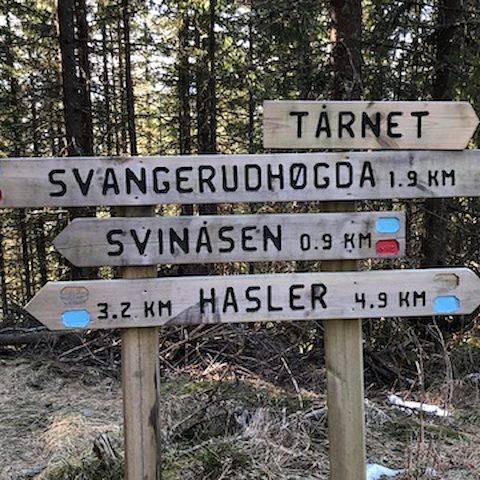 TÅRNET
SVANGERUDHØGDA 1.9 KM
SVINÅSEN 0.9 KM
3.2 KM HASLER 4.9 KM